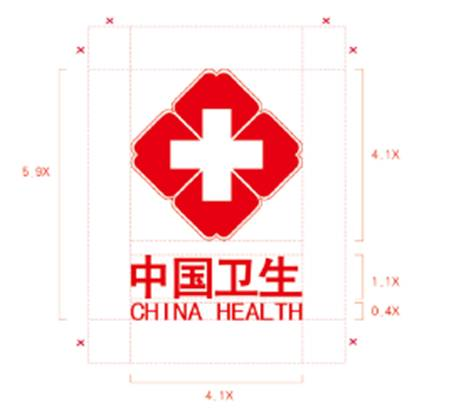 x x
x x
5.9X
4.1X
中国卫生
1.1X
CHINA HEALTH
0.4X
x x
4.1X